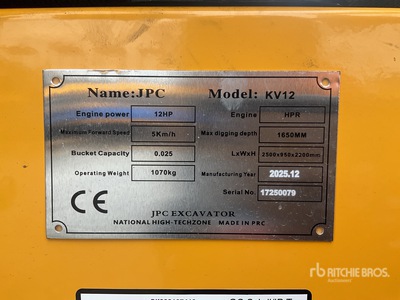 Name:JPC Model: KV12
Engine power 12HP Engine HPR
Maximum Forward Speed 5Km/h Max digging depth 1650MM
Bucket Capacity 0.025 LxWxH 2500x950x2300mm
Operating Weight 1070kg Manufacturing Year 2025.12
Serial No. 17250079
CE
JPC EXCAVATOR
NATIONAL HIGH-TECHZONE MADE IN PRC
rb RITCHIE BROS.